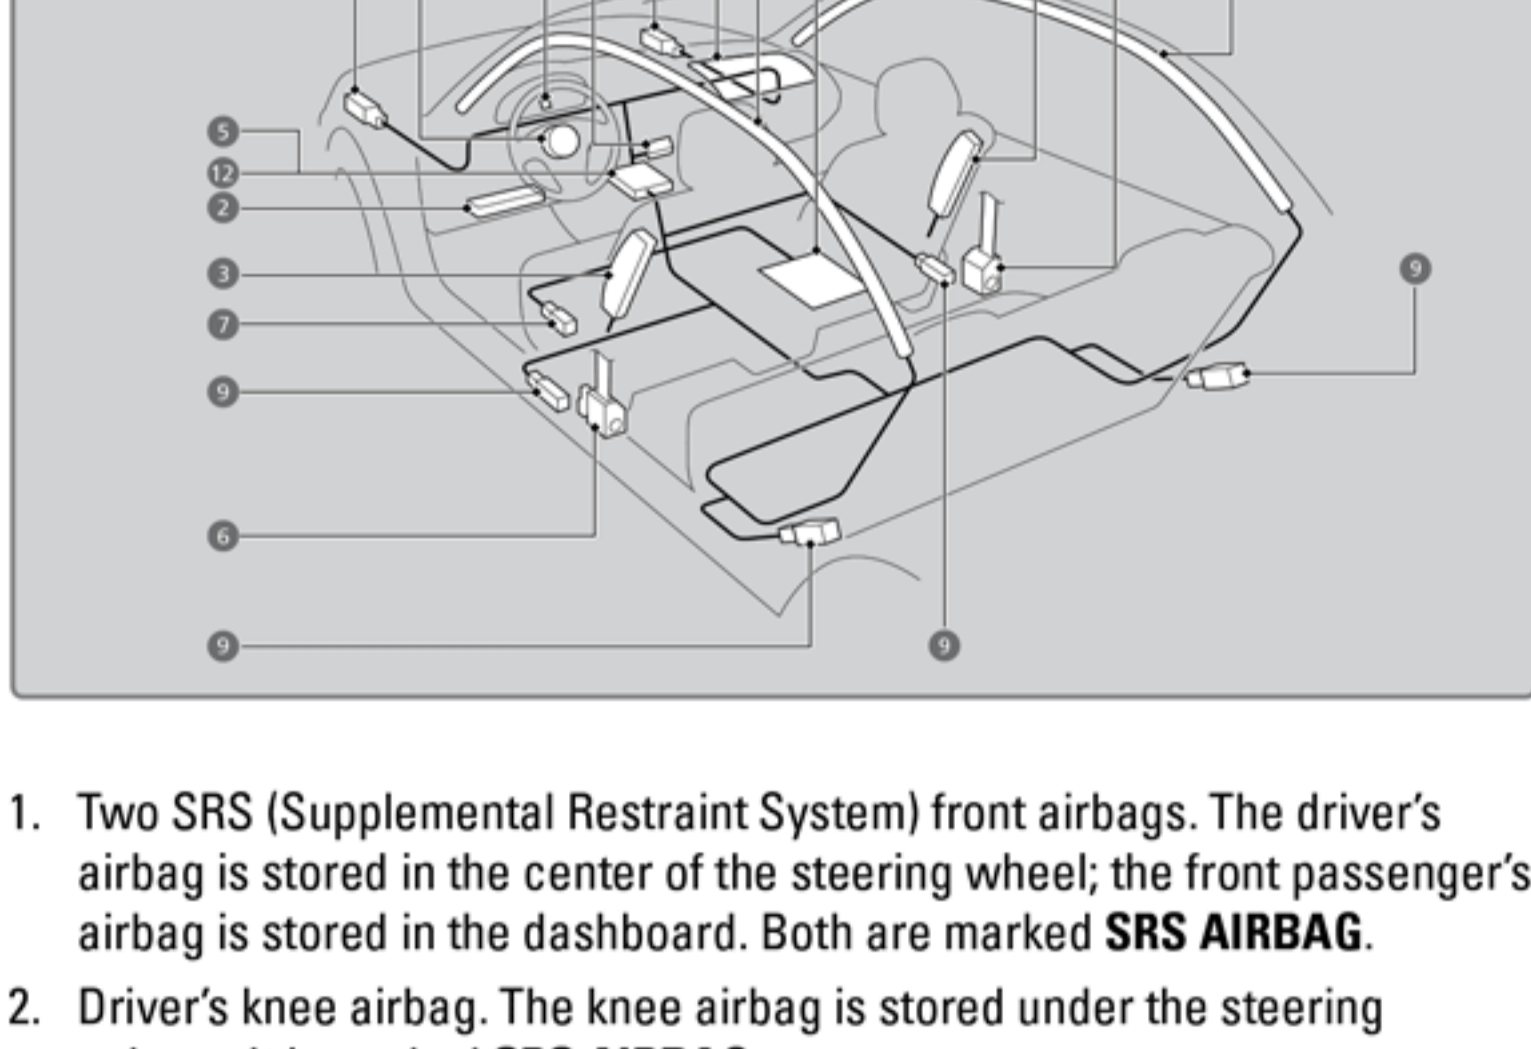 5
12
2
3
9
7
9
6
9
9
1. Two SRS (Supplemental Restraint System) front airbags. The driver’s
airbag is stored in the center of the steering wheel; the front passenger’s
airbag is stored in the dashboard. Both are marked SRS AIRBAG.
2. Driver’s knee airbag. The knee airbag is stored under the steering